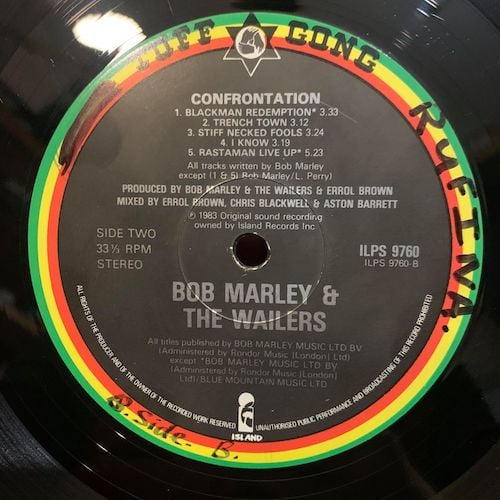 TUFF GONG
CONFRONTATION
1. BLACKMAN REDEMPTION* 3.33
2. TRENCH TOWN 3.12
3. STIFF NECKED FOOLS 3.24
4. I KNOW 3.19
5. RASTAMAN LIVE UP* 5.23
All tracks written by Bob Marley
except (1 & 5) Bob Marley/L. Perry)
PRODUCED BY BOB MARLEY & THE WAILERS & ERROL BROWN
MIXED BY ERROL BROWN, CHRIS BLACKWELL & ASTON BARRETT
℗ 1983 Original sound recording
owned by Island Records Inc
SIDE TWO
33⅓ RPM
STEREO
ILPS 9760
ILPS 9760-B
BOB MARLEY &
THE WAILERS
All titles published by BOB MARLEY MUSIC LTD BV
(Administered by Rondor Music (London) Ltd)
except *BOB MARLEY MUSIC LTD BV
(Administered by Rondor Music (London)
Ltd)/BLUE MOUNTAIN MUSIC LTD
ISLAND
ALL RIGHTS OF THE PRODUCER AND OF THE OWNER OF THE RECORDED WORK RESERVED UNAUTHORISED PUBLIC PERFORMANCE AND BROADCASTING OF THIS RECORD PROHIBITED
RUFINA.
B. Side. B.